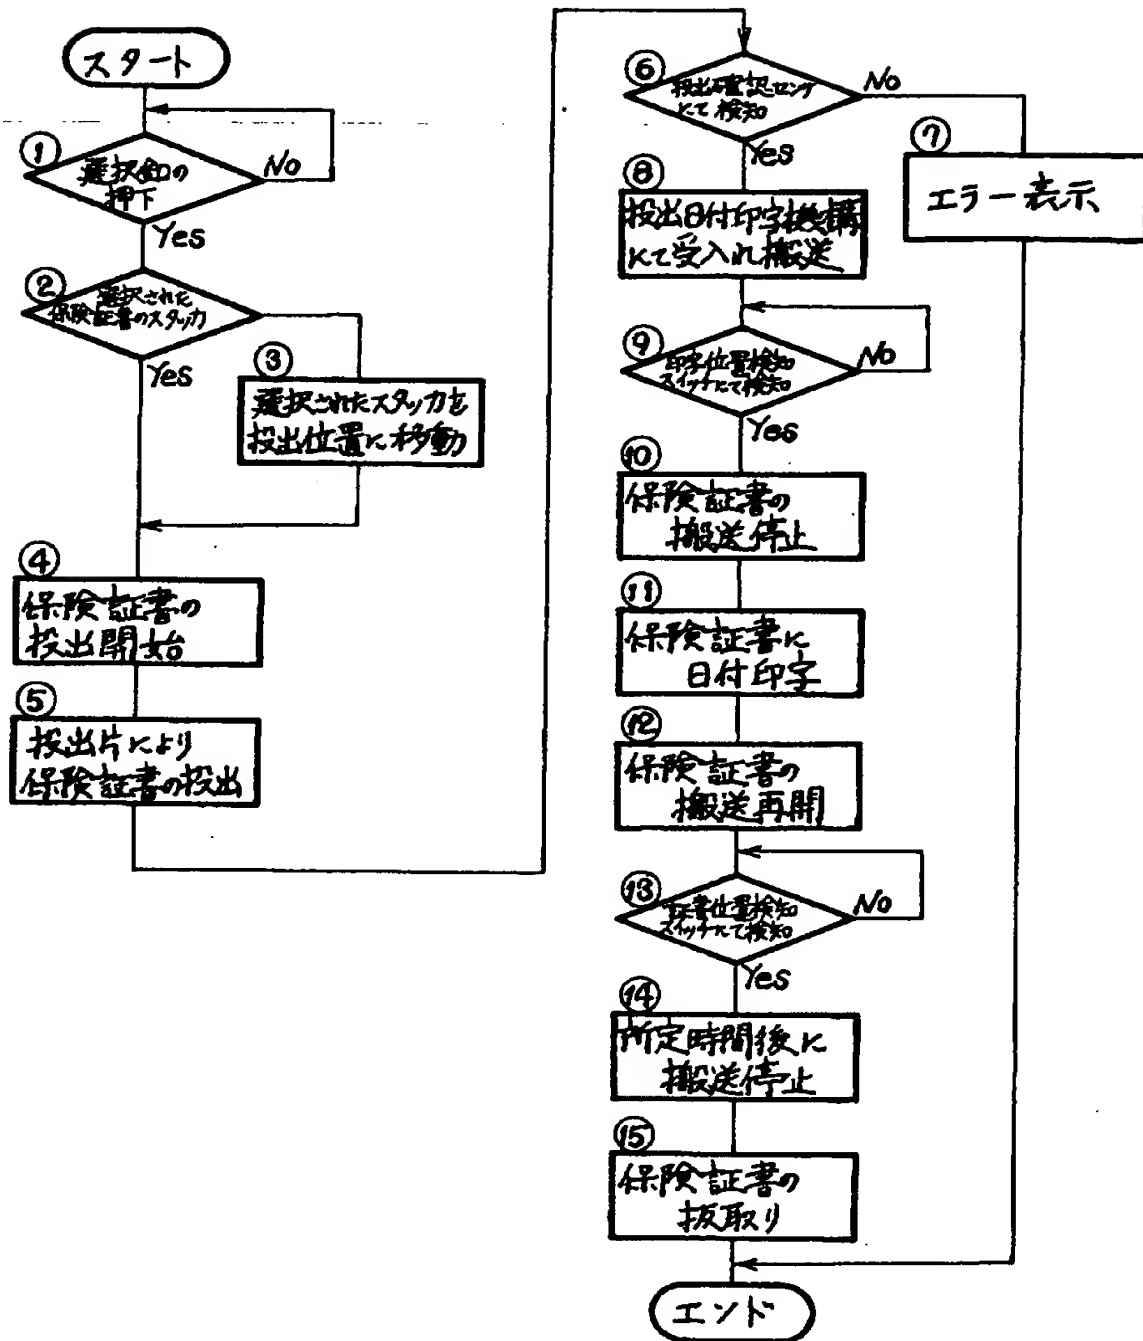 スタート
①
選択釦の
押下
No
Yes
②
選択された
保険証書のスタッカ
Yes
③
選択されたスタッカを
投出位置に移動
④
保険証書の
投出開始
⑤
投出片により
保険証書の投出
⑥
投出確認センサ
にて検知
No
Yes
⑦
エラー表示
⑧
投出日付印字機構
にて受入れ搬送
⑨
印字位置検知
スイッチにて検知
No
Yes
⑩
保険証書の
搬送停止
⑪
保険証書に
日付印字
⑫
保険証書の
搬送再開
⑬
証書位置検知
スイッチにて検知
No
Yes
⑭
所定時間後に
搬送停止
⑮
保険証書の
抜取り
エンド